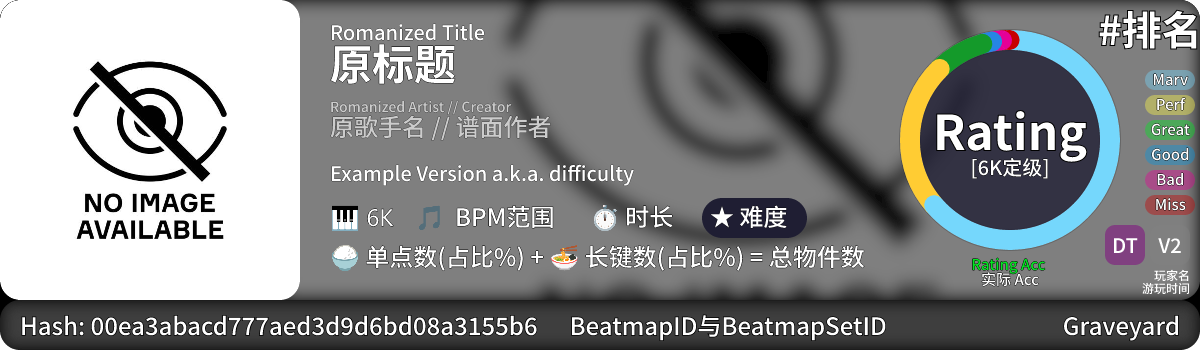 NO IMAGE
AVAILABLE
Romanized Title
原标题
Romanized Artist // Creator
原歌手名 // 谱面作者
Example Version a.k.a. difficulty
6K BPM范围 时长 ★ 难度
单点数(占比%) + 长键数(占比%) = 总物件数
Rating
[6K定级]
Rating Acc
实际 Acc
#排名
Marv
Perf
Great
Good
Bad
Miss
DT V2
玩家名
游玩时间
Hash: 00ea3abacd777aed3d9d6bd08a3155b6 BeatmapID与BeatmapSetID Graveyard